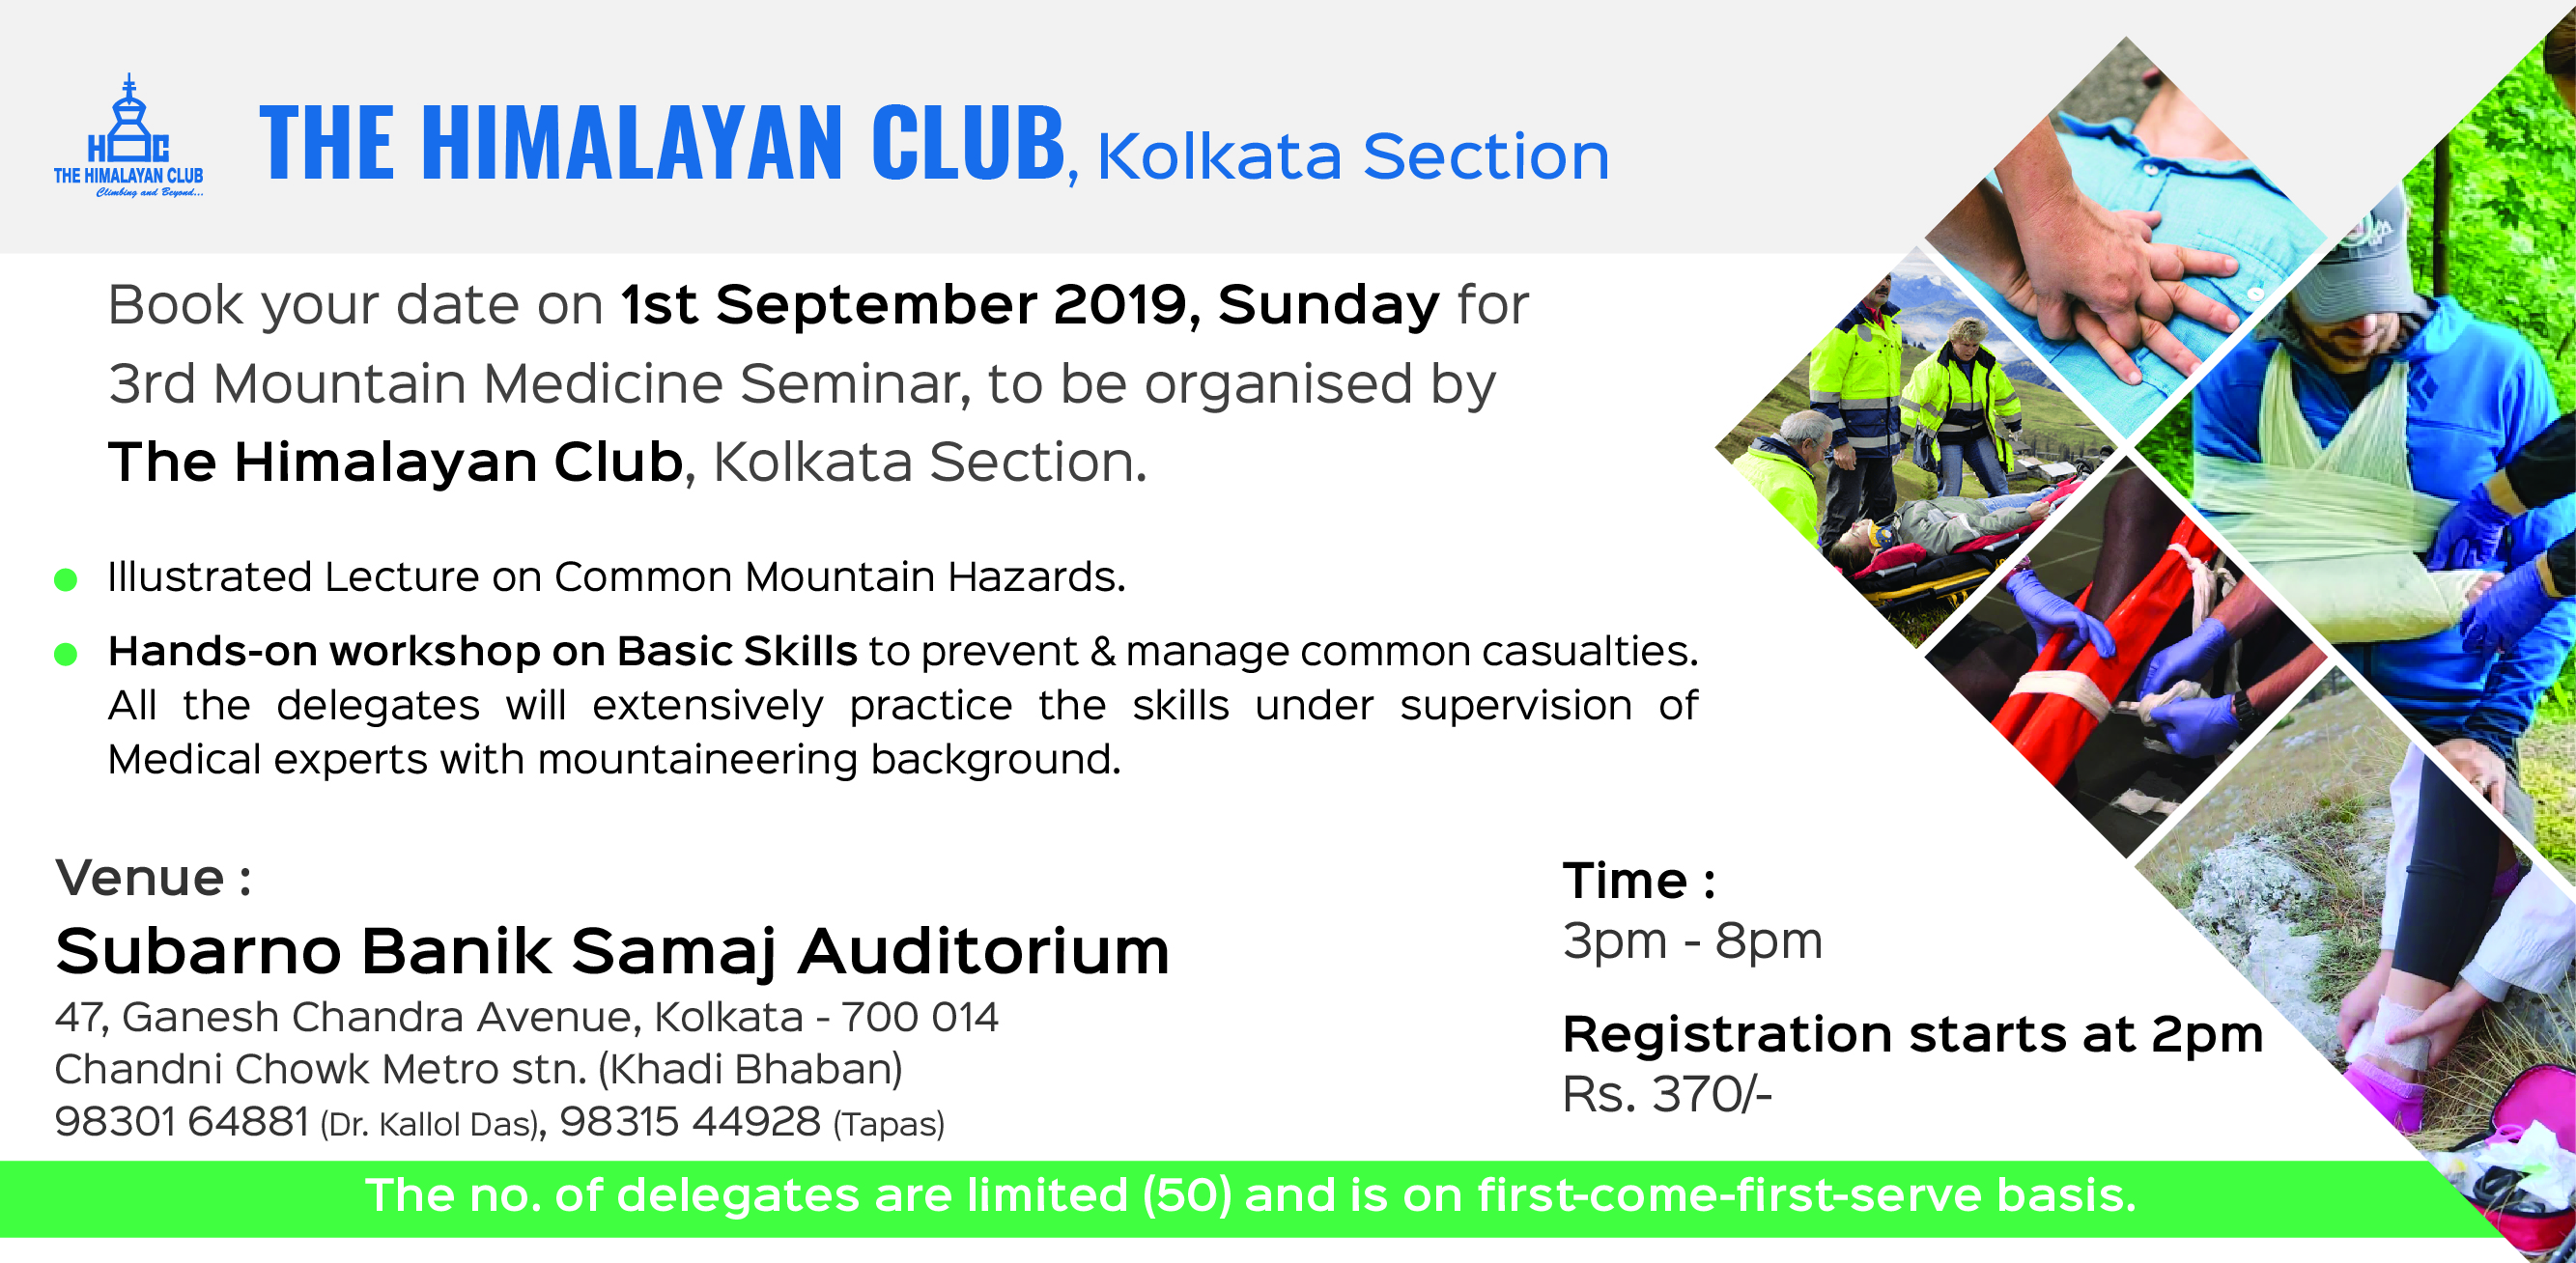 HC
THE HIMALAYAN CLUB
Climbing and Beyond...
THE HIMALAYAN CLUB, Kolkata Section
Book your date on 1st September 2019, Sunday for
3rd Mountain Medicine Seminar, to be organised by
The Himalayan Club, Kolkata Section.
Illustrated Lecture on Common Mountain Hazards.
Hands-on workshop on Basic Skills to prevent & manage common casualties.
All the delegates will extensively practice the skills under supervision of
Medical experts with mountaineering background.
Venue :
Subarno Banik Samaj Auditorium
47, Ganesh Chandra Avenue, Kolkata - 700 014
Chandni Chowk Metro stn. (Khadi Bhaban)
98301 64881 (Dr. Kallol Das), 98315 44928 (Tapas)
Time :
3pm - 8pm
Registration starts at 2pm
Rs. 370/-
The no. of delegates are limited (50) and is on first-come-first-serve basis.